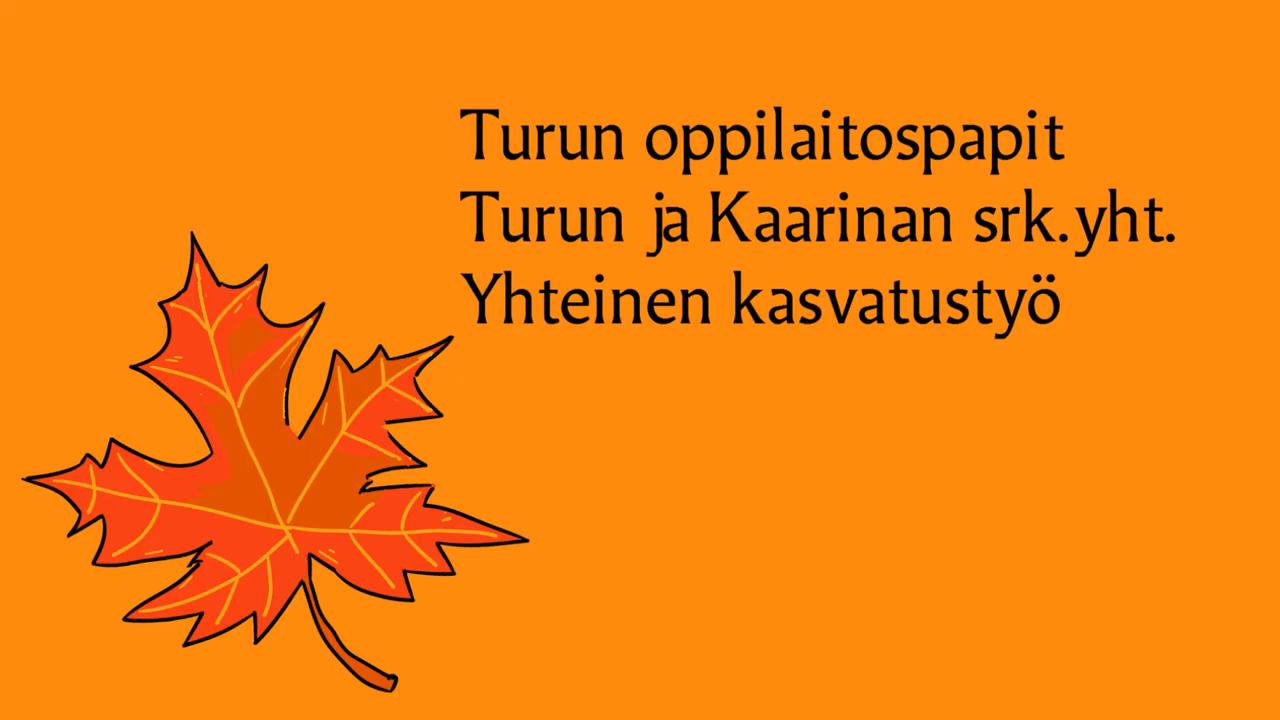 Turun oppilaitospapit
Turun ja Kaarinan srk.yht.
Yhteinen kasvatustyö